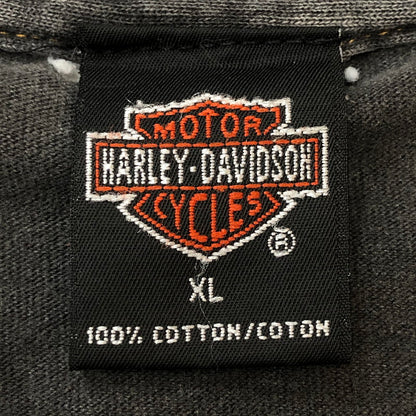 MOTOR
HARLEY-DAVIDSON
CYCLES
®
XL
100% COTTON/COTON